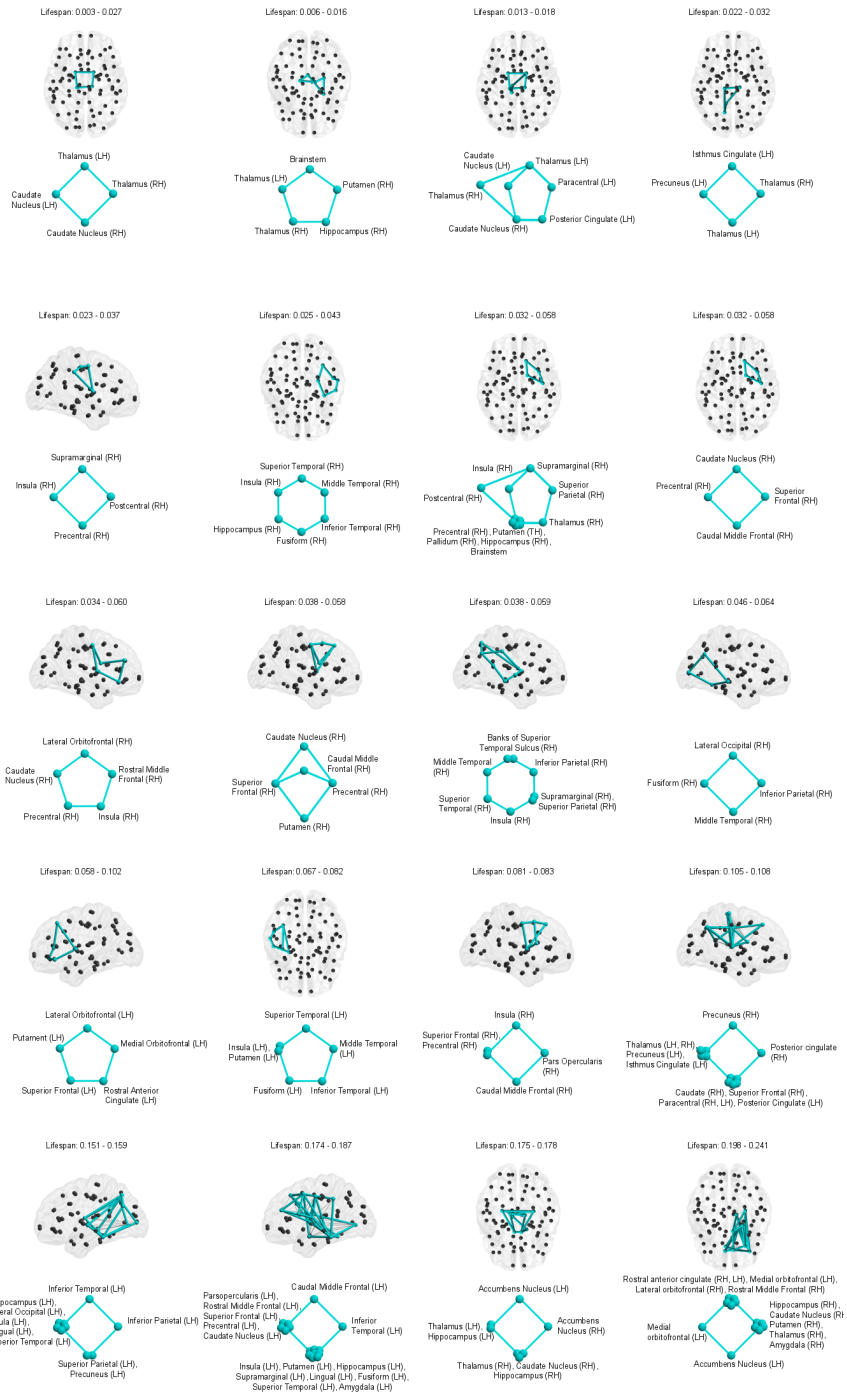 Lifespan: 0.003 - 0.027
Lifespan: 0.006 - 0.016
Lifespan: 0.013 - 0.018
Lifespan: 0.022 - 0.032
Thalamus (LH)
Caudate
Nucleus (LH)
Thalamus (RH)
Caudate Nucleus (RH)
Brainstem
Thalamus (LH)
Putamen (RH)
Thalamus (RH)
Hippocampus (RH)
Caudate
Nucleus (LH)
Thalamus (LH)
Thalamus (RH)
Paracentral (LH)
Caudate Nucleus (RH)
Posterior Cingulate (LH)
Isthmus Cingulate (LH)
Precuneus (LH)
Thalamus (RH)
Thalamus (LH)
Lifespan: 0.023 - 0.037
Lifespan: 0.025 - 0.043
Lifespan: 0.032 - 0.058
Lifespan: 0.032 - 0.058
Supramarginal (RH)
Insula (RH)
Postcentral (RH)
Precentral (RH)
Superior Temporal (RH)
Insula (RH)
Middle Temporal (RH)
Hippocampus (RH)
Inferior Temporal (RH)
Fusiform (RH)
Insula (RH)
Supramarginal (RH)
Postcentral (RH)
Superior
Parietal (RH)
Thalamus (RH)
Precentral (RH), Putamen (TH),
Pallidum (RH), Hippocampus (RH),
Brainstem
Caudate Nucleus (RH)
Precentral (RH)
Superior
Frontal (RH)
Caudal Middle Frontal (RH)
Lifespan: 0.034 - 0.060
Lifespan: 0.038 - 0.058
Lifespan: 0.038 - 0.059
Lifespan: 0.046 - 0.064
Lateral Orbitofrontal (RH)
Caudate
Nucleus (RH)
Rostral Middle
Frontal (RH)
Precentral (RH)
Insula (RH)
Caudate Nucleus (RH)
Caudal Middle
Frontal (RH)
Superior
Frontal (RH)
Precentral (RH)
Putamen (RH)
Banks of Superior
Temporal Sulcus (RH)
Middle Temporal
(RH)
Inferior Parietal (RH)
Superior
Temporal (RH)
Supramarginal (RH),
Superior Parietal (RH)
Insula (RH)
Lateral Occipital (RH)
Fusiform (RH)
Inferior Parietal (RH)
Middle Temporal (RH)
Lifespan: 0.058 - 0.102
Lifespan: 0.067 - 0.082
Lifespan: 0.081 - 0.083
Lifespan: 0.105 - 0.108
Lateral Orbitofrontal (LH)
Putament (LH)
Medial Orbitofrontal (LH)
Superior Frontal (LH)
Rostral Anterior
Cingulate (LH)
Superior Temporal (LH)
Insula (LH),
Putamen (LH)
Middle Temporal
(LH)
Fusiform (LH)
Inferior Temporal (LH)
Insula (RH)
Superior Frontal (RH),
Precentral (RH)
Pars Opercularis
(RH)
Caudal Middle Frontal (RH)
Precuneus (RH)
Thalamus (LH, RH)
Precuneus (LH),
Isthmus Cingulate (LH)
Posterior cingulate
(RH)
Caudate (RH), Superior Frontal (RH),
Paracentral (RH, LH), Posterior Cingulate (LH)
Lifespan: 0.151 - 0.159
Lifespan: 0.174 - 0.187
Lifespan: 0.175 - 0.178
Lifespan: 0.198 - 0.241
Inferior Temporal (LH)
(LH),
Occipital (LH),
(LH),
(LH),
Temporal (LH)
Inferior Parietal (LH)
Superior Parietal (LH),
Precuneus (LH)
Caudal Middle Frontal (LH)
Parsopercularis (LH),
Rostral Middle Frontal (LH),
Superior Frontal (LH),
Precentral (LH),
Caudate Nucleus (LH)
Inferior
Temporal (LH)
Insula (LH), Putamen (LH), Hippocampus (LH),
Supramarginal (LH), Lingual (LH), Fusiform (LH),
Superior Temporal (LH), Amygdala (LH)
Accumbens Nucleus (LH)
Thalamus (LH),
Hippocampus (LH)
Accumbens
Nucleus (RH)
Thalamus (RH), Caudate Nucleus (RH),
Hippocampus (RH)
Rostral anterior cingulate (RH, LH), Medial orbitofrontal (LH),
Lateral orbitofrontal (RH), Rostral Middle Frontal (RH)
Hippocampus (RH),
Caudate Nucleus
Putamen (RH),
Thalamus (RH),
Amygdala (RH)
Medial
orbitofrontal (LH)
Accumbens Nucleus (LH)